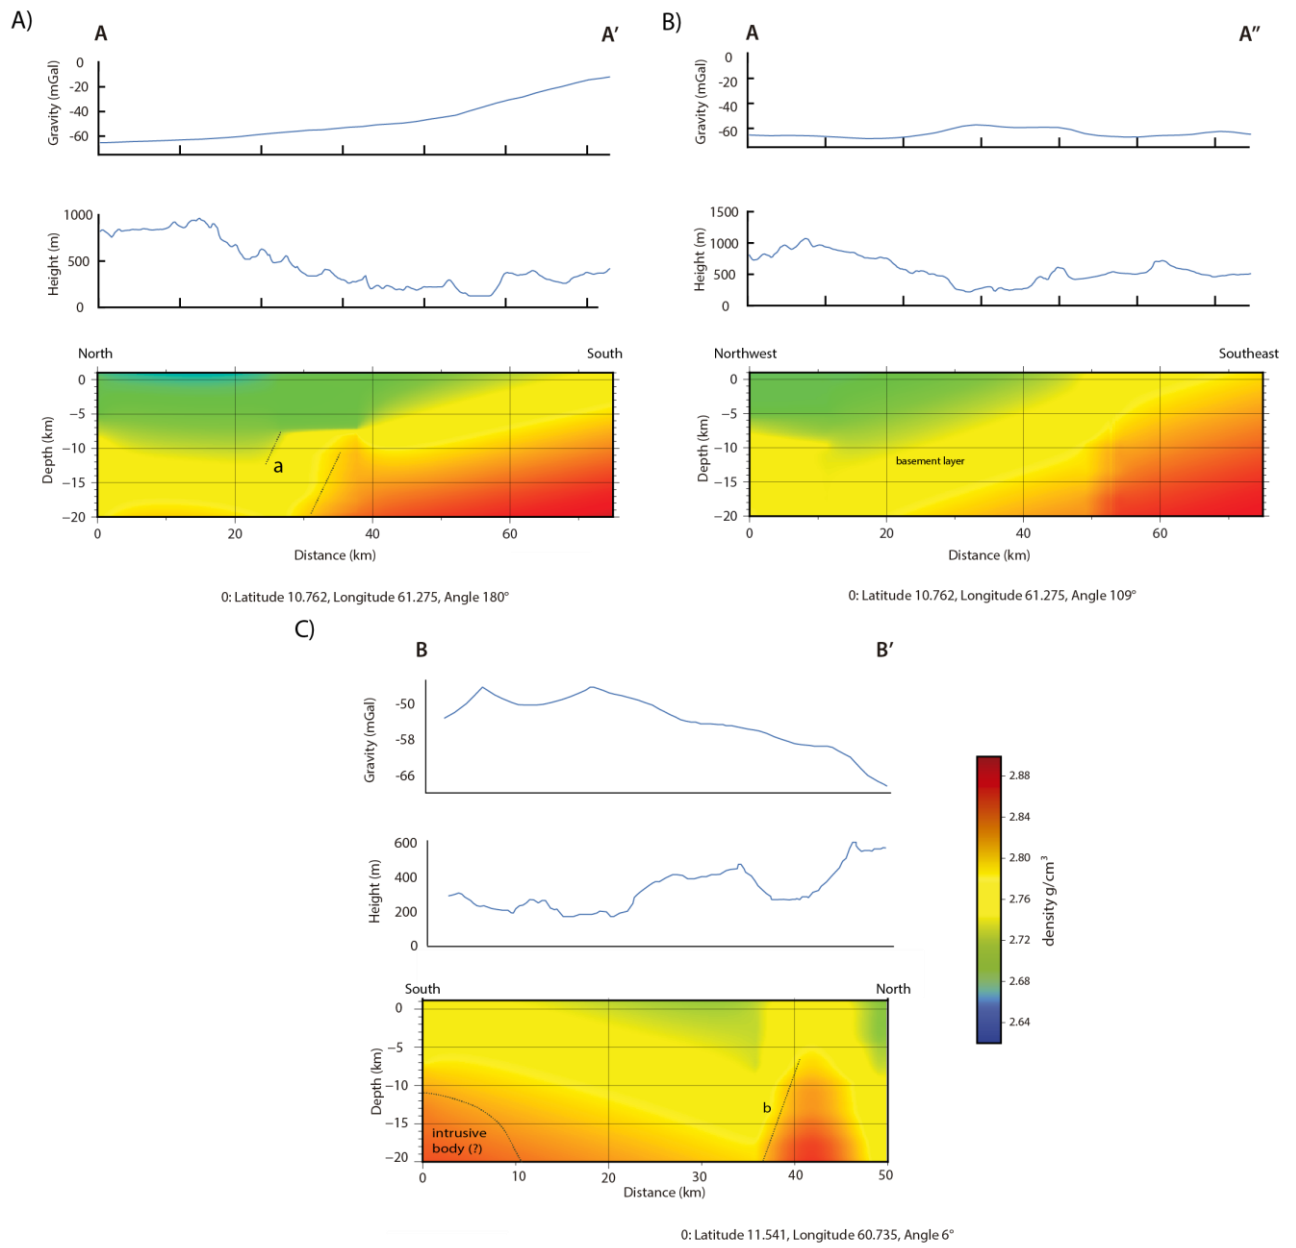 A)
A
A′
Gravity (mGal)
0
-20
-40
-60
Height (m)
1000
500
0
North
South
Depth (km)
0
−5
−10
−15
−20
a
0
20
40
60
Distance (km)
0: Latitude 10.762, Longitude 61.275, Angle 180°
B)
A
A″
Gravity (mGal)
0
-20
-40
-60
Height (m)
1500
1000
500
0
Northwest
Southeast
Depth (km)
0
−5
−10
−15
−20
basement layer
0
20
40
60
Distance (km)
0: Latitude 10.762, Longitude 61.275, Angle 109°
C)
B
B′
Gravity (mGal)
-50
-58
-66
Height (m)
600
400
200
0
South
North
Depth (km)
0
−5
−10
−15
−20
b
intrusive
body (?)
0
10
20
30
40
50
Distance (km)
0: Latitude 11.541, Longitude 60.735, Angle 6°
2.88
2.84
2.80
2.76
2.72
2.68
2.64
density g/cm³